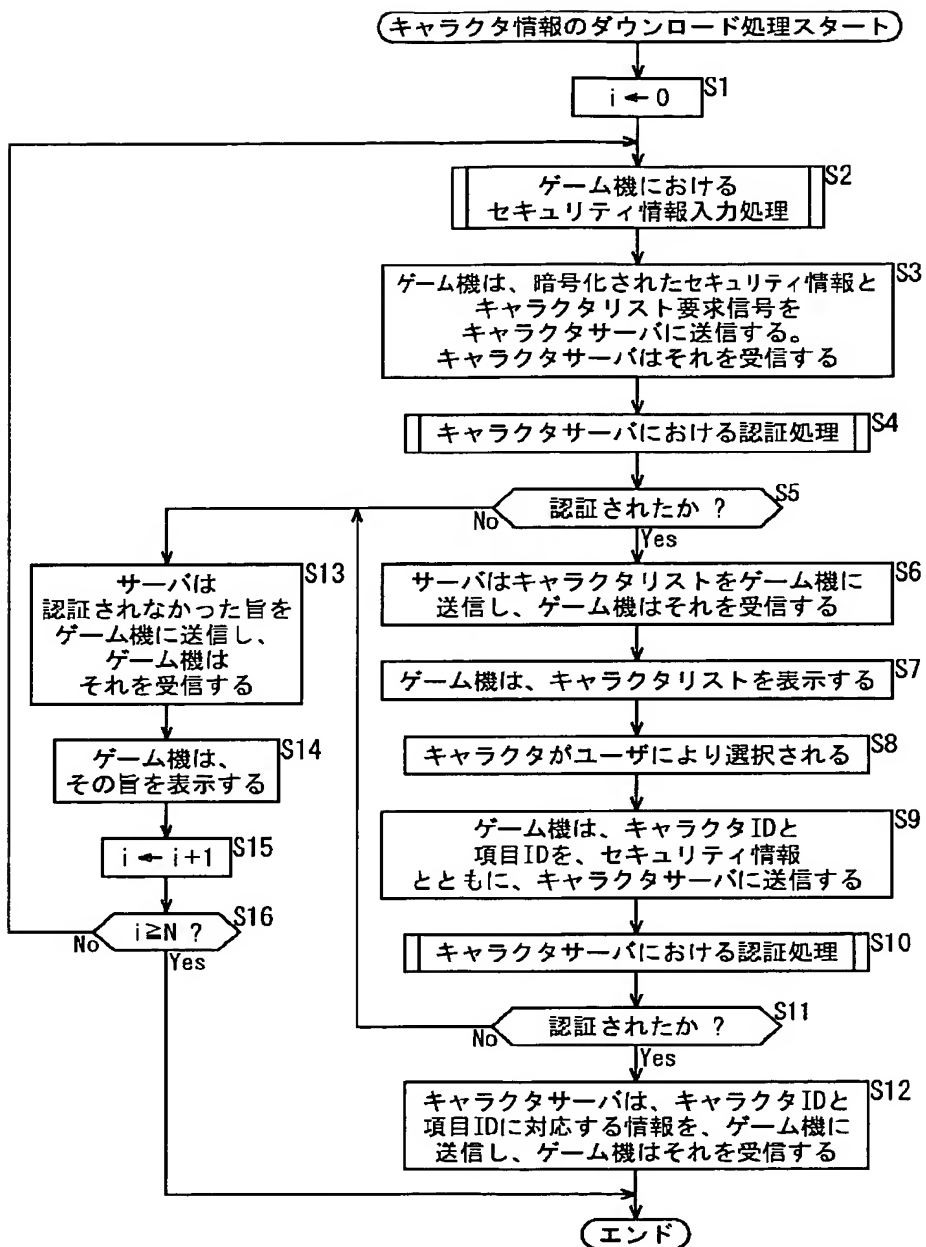 キャラクタ情報のダウンロード処理スタート
i ← 0
S1
ゲーム機における
セキュリティ情報入力処理
S2
ゲーム機は、暗号化されたセキュリティ情報と
キャラクタリスト要求信号を
キャラクタサーバに送信する。
キャラクタサーバはそれを受信する
S3
キャラクタサーバにおける認証処理
S4
認証されたか ?
S5
No
Yes
サーバはキャラクタリストをゲーム機に
送信し、ゲーム機はそれを受信する
S6
ゲーム機は、キャラクタリストを表示する
S7
キャラクタがユーザにより選択される
S8
ゲーム機は、キャラクタIDと
項目IDを、セキュリティ情報
とともに、キャラクタサーバに送信する
S9
キャラクタサーバにおける認証処理
S10
認証されたか ?
S11
No
Yes
キャラクタサーバは、キャラクタIDと
項目IDに対応する情報を、ゲーム機に
送信し、ゲーム機はそれを受信する
S12
サーバは
認証されなかった旨を
ゲーム機に送信し、
ゲーム機は
それを受信する
S13
ゲーム機は、
その旨を表示する
S14
i ← i+1
S15
i≧N ?
S16
No
Yes
エンド